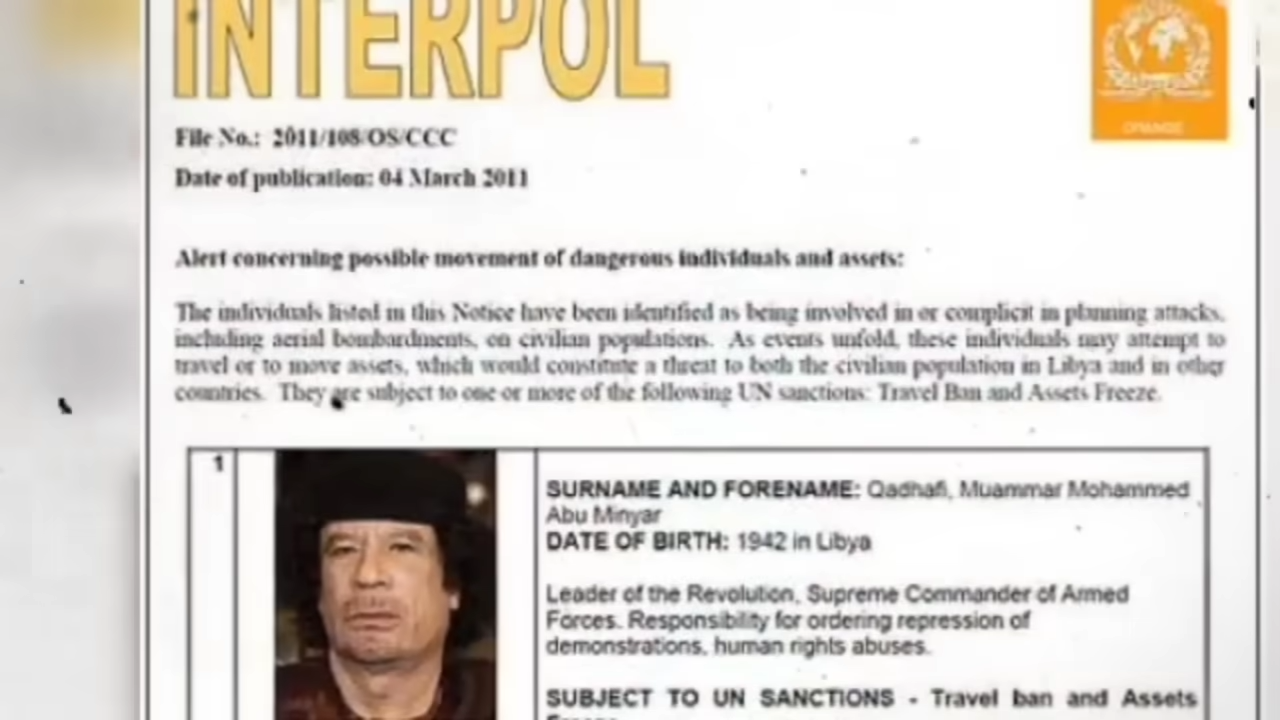 INTERPOL
ORANGE
File No.: 2011/108/OS/CCC
Date of publication: 04 March 2011
Alert concerning possible movement of dangerous individuals and assets:
The individuals listed in this Notice have been identified as being involved in or complicit in planning attacks,
including aerial bombardments, on civilian populations. As events unfold, these individuals may attempt to
travel or to move assets, which would constitute a threat to both the civilian population in Libya and in other
countries. They are subject to one or more of the following UN sanctions: Travel Ban and Assets Freeze.
1
SURNAME AND FORENAME: Qadhafi, Muammar Mohammed
Abu Minyar
DATE OF BIRTH: 1942 in Libya
Leader of the Revolution, Supreme Commander of Armed
Forces. Responsibility for ordering repression of
demonstrations, human rights abuses.
SUBJECT TO UN SANCTIONS - Travel ban and Assets